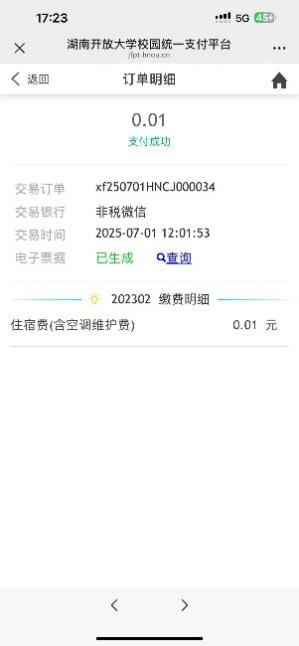 17:23
5G 45+
湖南开放大学校园统一支付平台
jfpt.hnou.cn
返回
订单明细
0.01
支付成功
交易订单 xf250701HNCJ000034
交易银行 非税微信
交易时间 2025-07-01 12:01:53
电子票据 已生成 查询
202302 缴费明细
住宿费(含空调维护费) 0.01 元